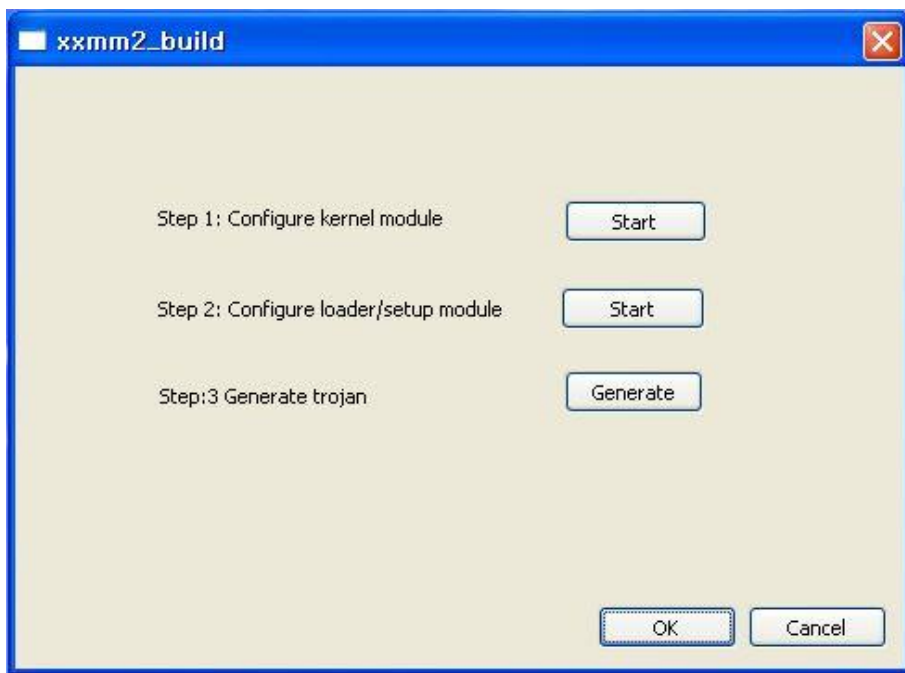 xxmm2_build
Step 1: Configure kernel module
Start
Step 2: Configure loader/setup module
Start
Step:3 Generate trojan
Generate
OK
Cancel